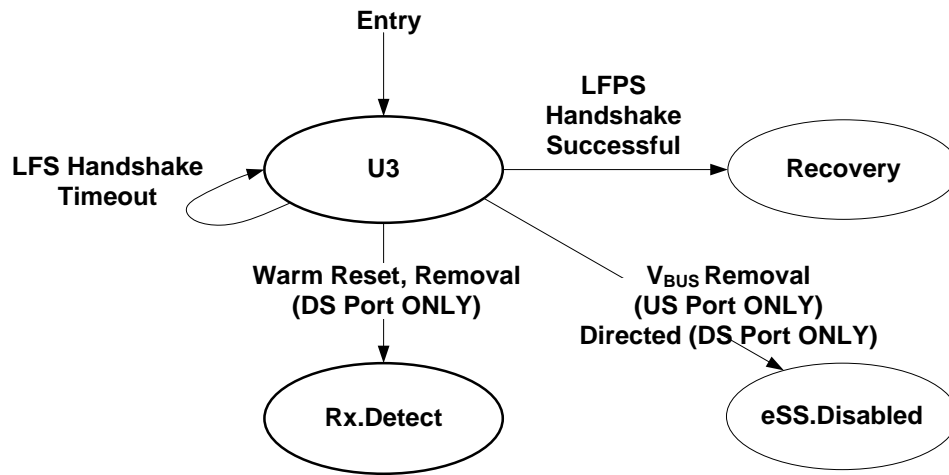 Entry
LFPS
Handshake
Successful
LFS Handshake
Timeout
U3
Recovery
Warm Reset, Removal
(DS Port ONLY)
VBUS Removal
(US Port ONLY)
Directed (DS Port ONLY)
Rx.Detect
eSS.Disabled